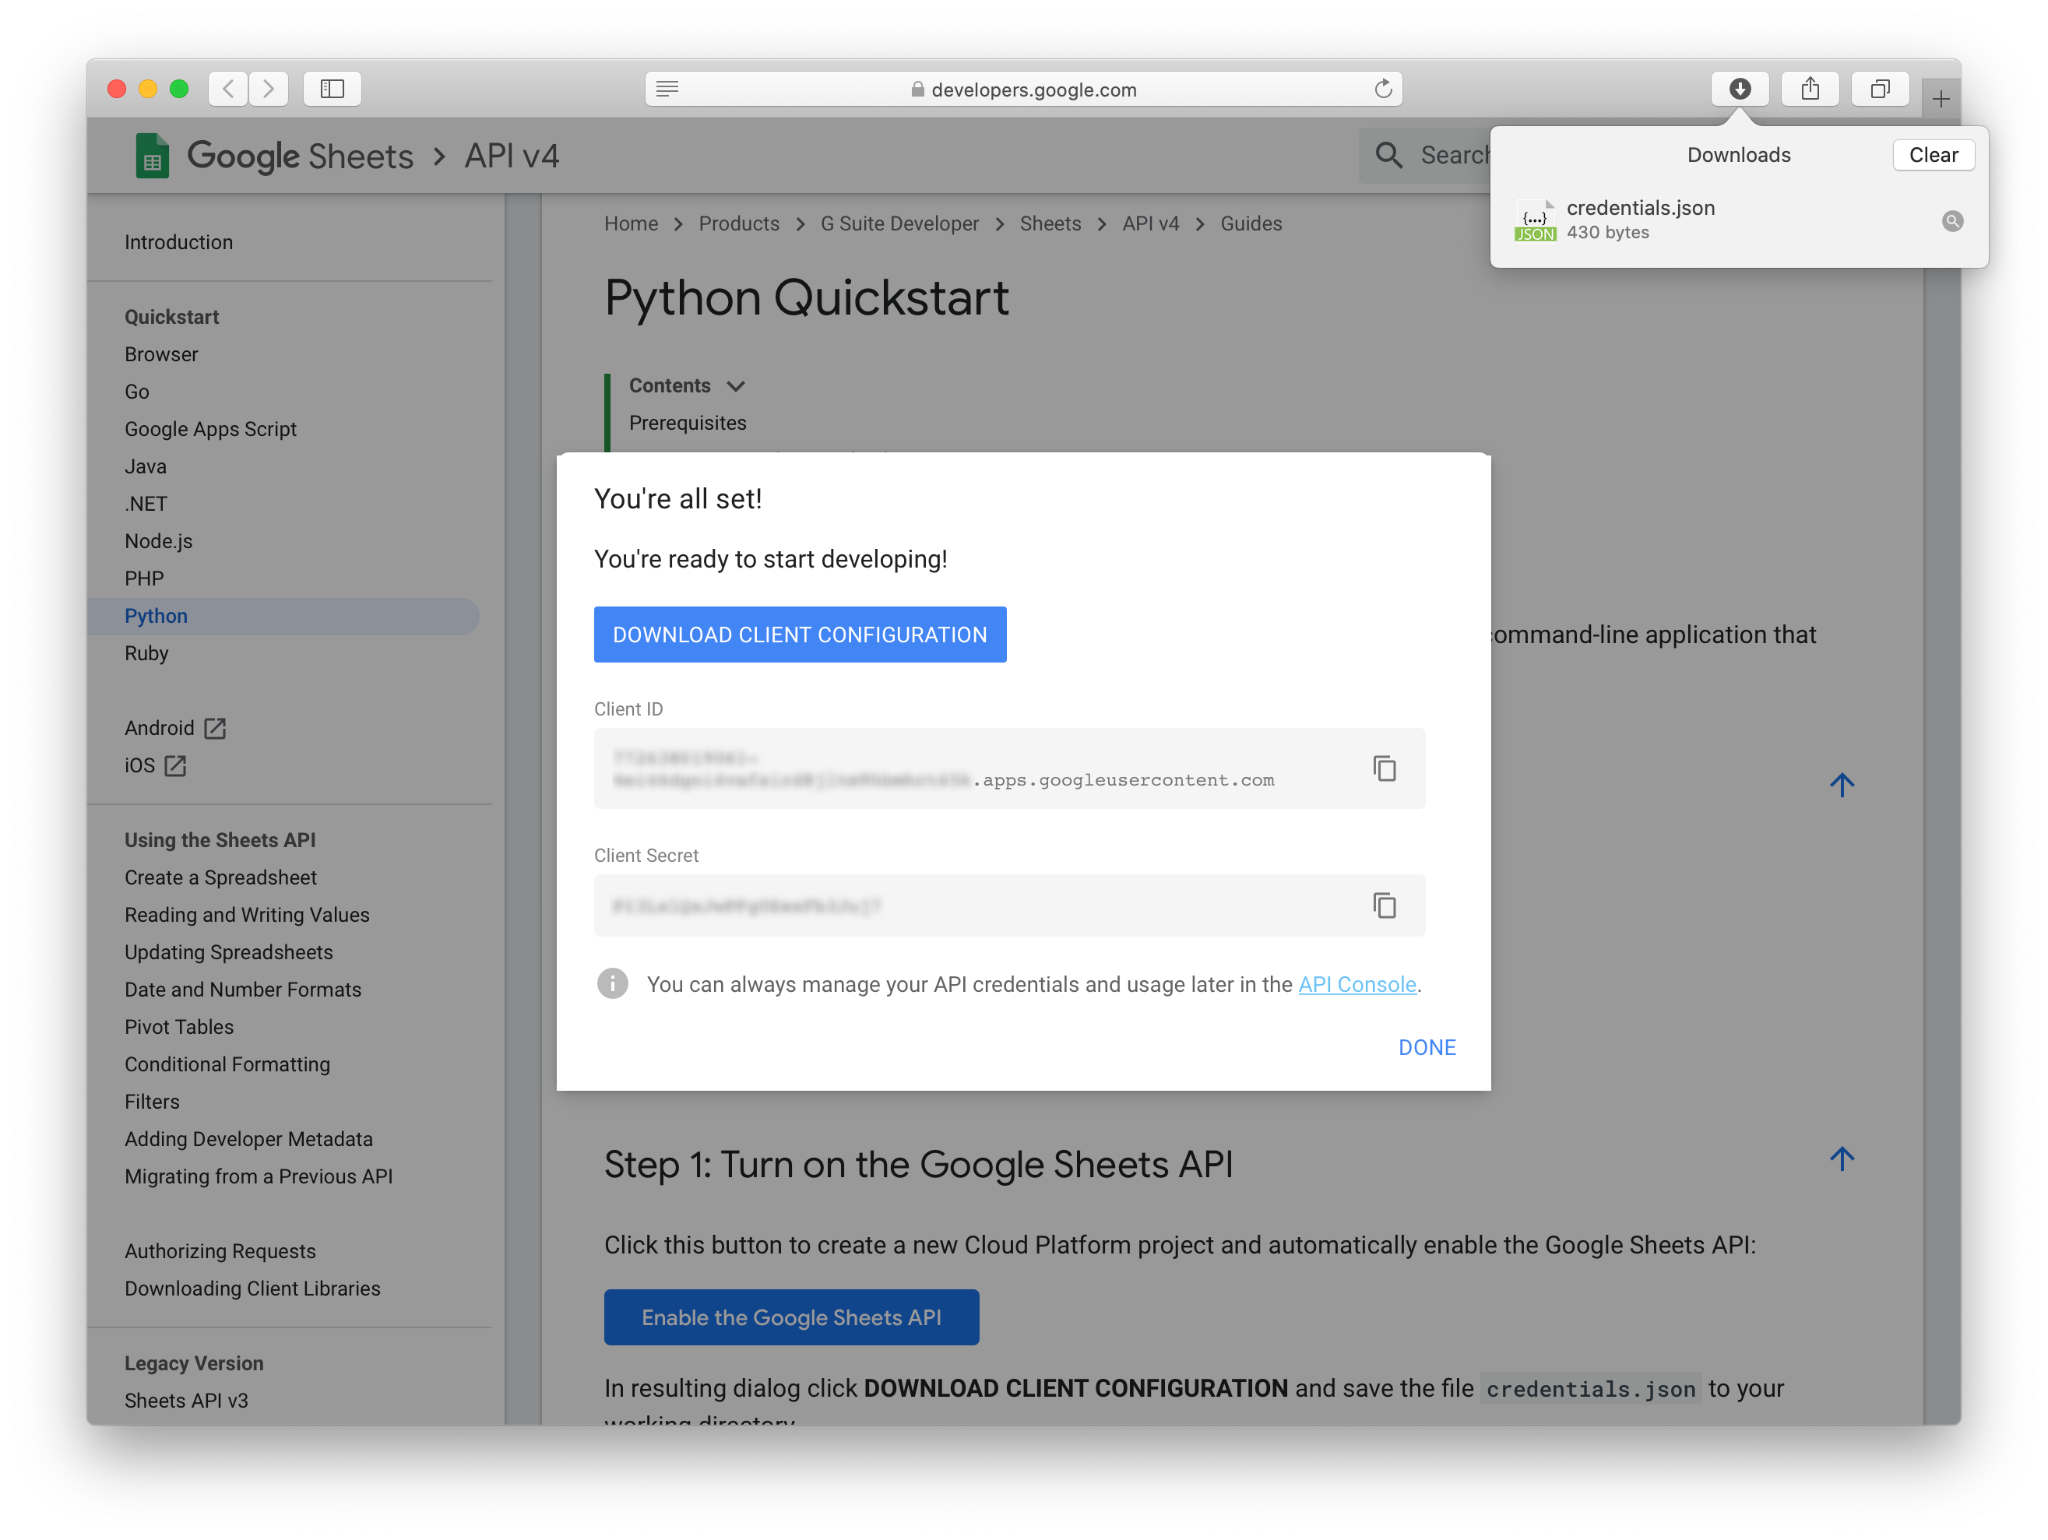 developers.google.com
Google Sheets > API v4
Search
Downloads
Clear
credentials.json
430 bytes
{...}
JSON
Introduction
Quickstart
Browser
Go
Google Apps Script
Java
.NET
Node.js
PHP
Python
Ruby
Android
iOS
Using the Sheets API
Create a Spreadsheet
Reading and Writing Values
Updating Spreadsheets
Date and Number Formats
Pivot Tables
Conditional Formatting
Filters
Adding Developer Metadata
Migrating from a Previous API
Authorizing Requests
Downloading Client Libraries
Legacy Version
Sheets API v3
Home > Products > G Suite Developer > Sheets > API v4 > Guides
Python Quickstart
Contents
Prerequisites
command-line application that
You're all set!
You're ready to start developing!
DOWNLOAD CLIENT CONFIGURATION
Client ID
.apps.googleusercontent.com
Client Secret
You can always manage your API credentials and usage later in the API Console.
DONE
Step 1: Turn on the Google Sheets API
Click this button to create a new Cloud Platform project and automatically enable the Google Sheets API:
Enable the Google Sheets API
In resulting dialog click DOWNLOAD CLIENT CONFIGURATION and save the file credentials.json to your
working directory.